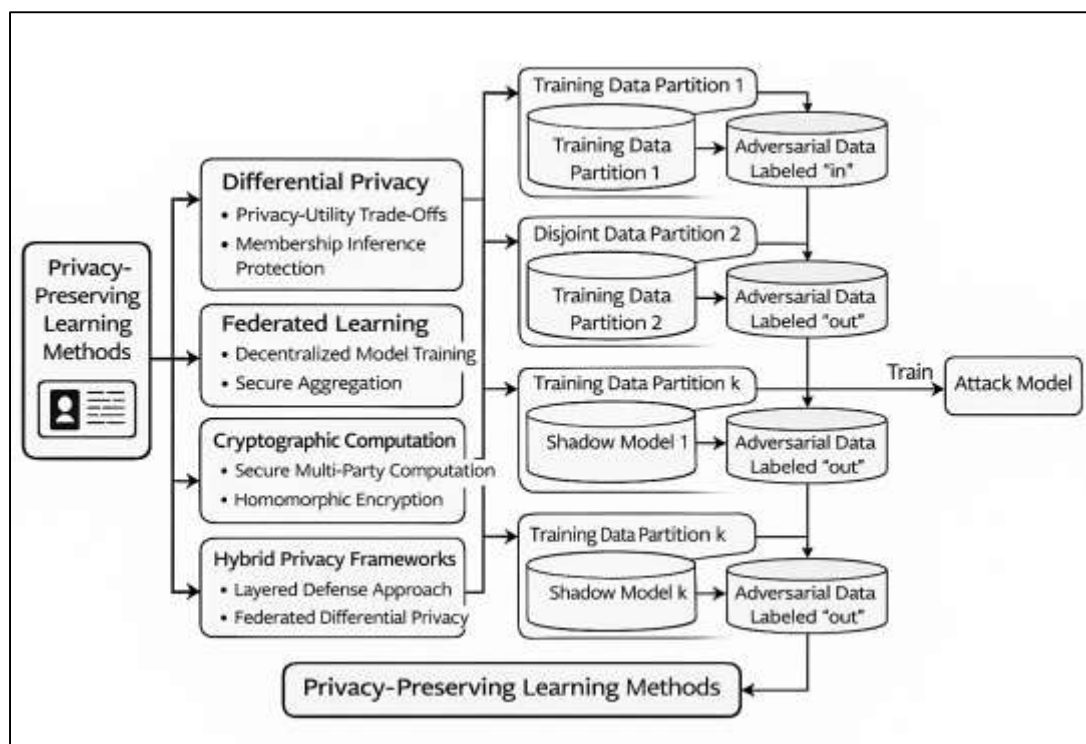 Privacy-
Preserving
Learning
Methods
Differential Privacy
• Privacy-Utility Trade-Offs
• Membership Inference
Protection
Federated Learning
• Decentralized Model Training
• Secure Aggregation
Cryptographic Computation
• Secure Multi-Party Computation
• Homomorphic Encryption
Hybrid Privacy Frameworks
• Layered Defense Approach
• Federated Differential Privacy
Training Data Partition 1
Training Data
Partition 1
Adversarial Data
Labeled "in"
Disjoint Data Partition 2
Training Data
Partition 2
Adversarial Data
Labeled "out"
Training Data Partition k
Shadow Model 1
Adversarial Data
Labeled "out"
Train
Attack Model
Training Data Partition k
Shadow Model k
Adversarial Data
Labeled "out"
Privacy-Preserving Learning Methods